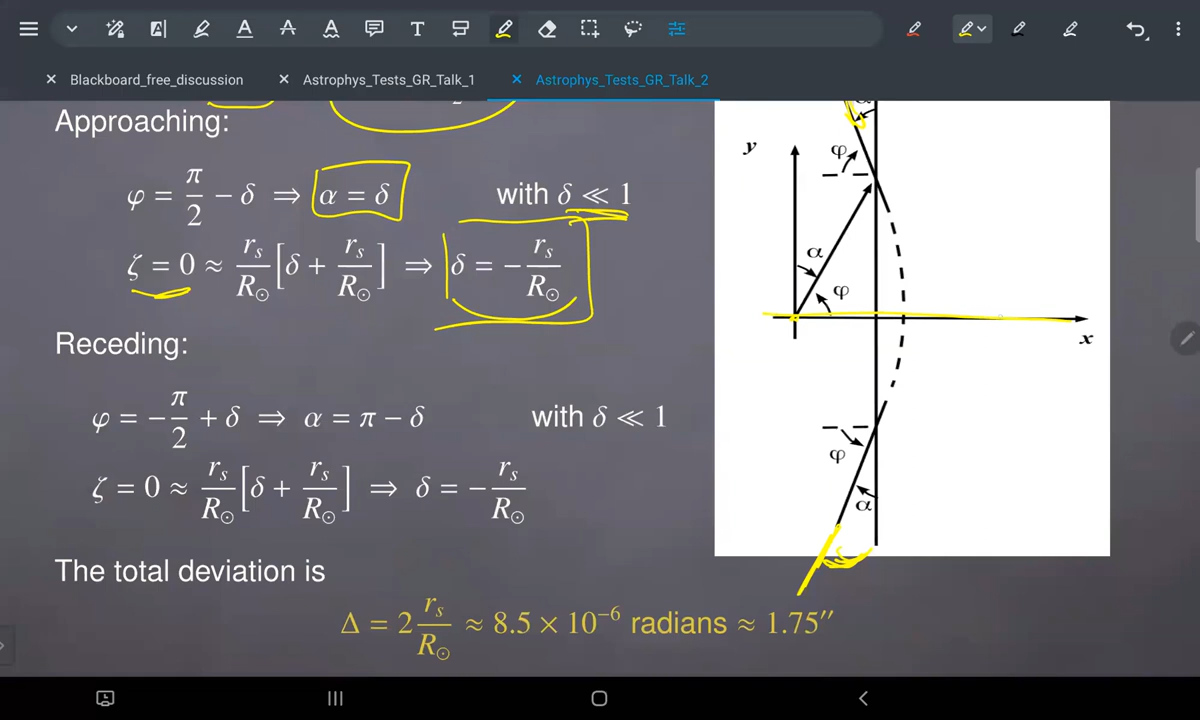 Blackboard_free_discussion
Astrophys_Tests_GR_Talk_1
Astrophys_Tests_GR_Talk_2
Approaching:
φ = π/2 − δ ⇒ α = δ with δ ≪ 1
ζ = 0 ≈ r_s/R_⊙ [δ + r_s/R_⊙] ⇒ δ = − r_s/R_⊙
Receding:
φ = −π/2 + δ ⇒ α = π − δ with δ ≪ 1
ζ = 0 ≈ r_s/R_⊙ [δ + r_s/R_⊙] ⇒ δ = − r_s/R_⊙
The total deviation is
Δ = 2 r_s/R_⊙ ≈ 8.5 × 10⁻⁶ radians ≈ 1.75″
y
φ
α
φ
x
φ
α